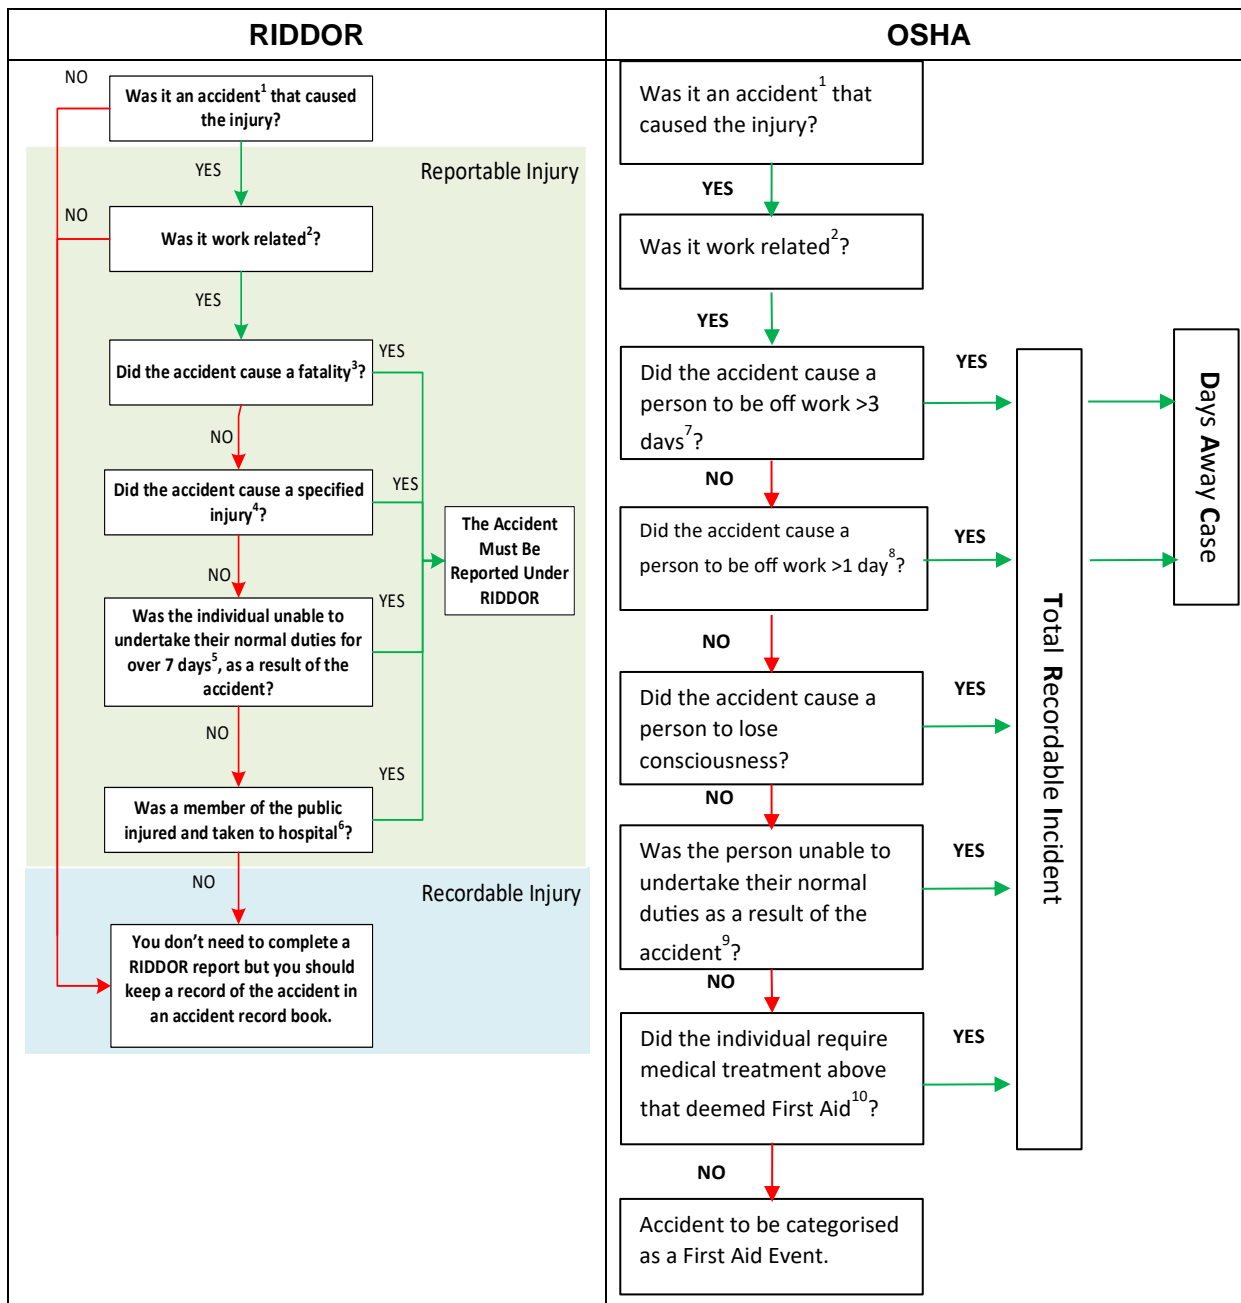 RIDDOR
NO
Was it an accident¹ that caused
the injury?
YES
Reportable Injury
NO
Was it work related²?
YES
Did the accident cause a fatality³?
YES
NO
Did the accident cause a specified
injury⁴?
YES
The Accident
Must Be
Reported Under
RIDDOR
NO
Was the individual unable to
undertake their normal duties for
over 7 days⁵, as a result of the
accident?
YES
NO
Was a member of the public
injured and taken to hospital⁶?
YES
NO
Recordable Injury
You don’t need to complete a
RIDDOR report but you should
keep a record of the accident in
an accident record book.
OSHA
Was it an accident¹ that
caused the injury?
YES
Was it work related²?
YES
Did the accident cause a
person to be off work >3
days⁷?
YES
NO
Did the accident cause a
person to be off work >1 day⁸?
YES
NO
Did the accident cause a
person to lose
consciousness?
YES
NO
Was the person unable to
undertake their normal
duties as a result of the
accident⁹?
YES
NO
Did the individual require
medical treatment above
that deemed First Aid¹⁰?
YES
NO
Accident to be categorised
as a First Aid Event.
Total Recordable Incident
Days Away Case